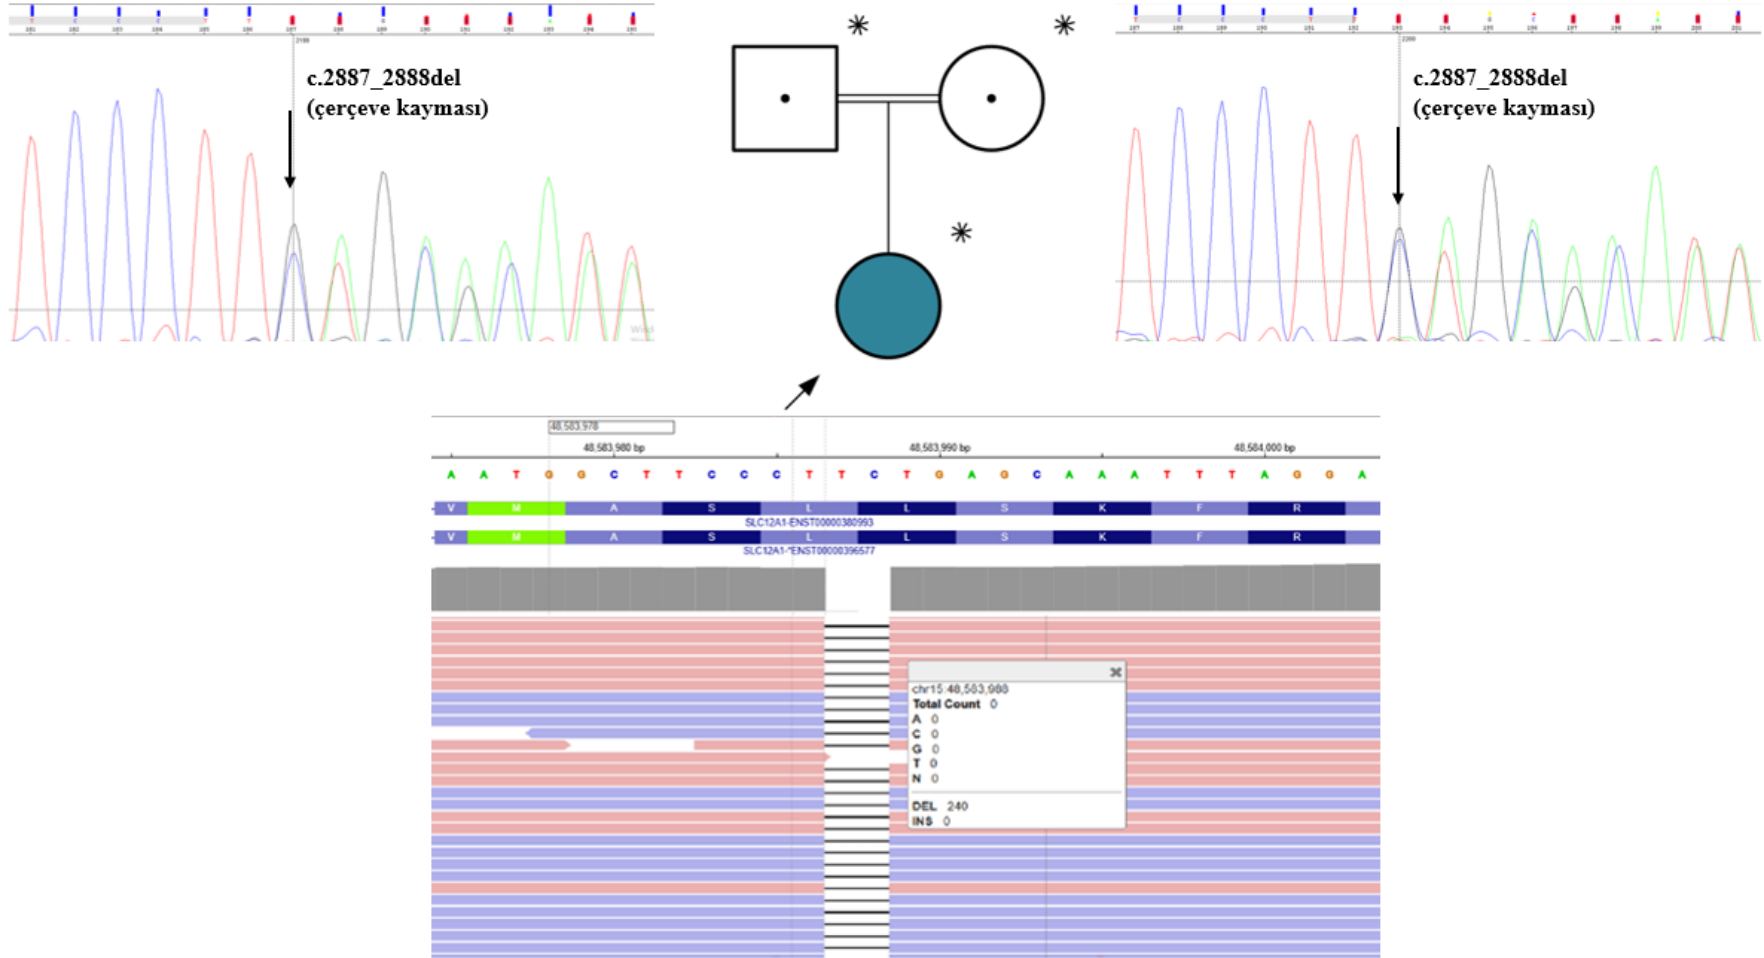 c.2887_2888del
(çerçeve kayması)
c.2887_2888del
(çerçeve kayması)
48,583,978
48,583,980 bp
48,583,990 bp
48,584,000 bp
A A T G G C T T C C C T T C T G A G C A A A T T T A G G A
V M A S L L S K F R
SLC12A1-ENST00000380993
V M A S L L S K F R
SLC12A1-*ENST00000396577
chr15:48,583,988
Total Count 0
A 0
C 0
G 0
T 0
N 0
DEL 240
INS 0